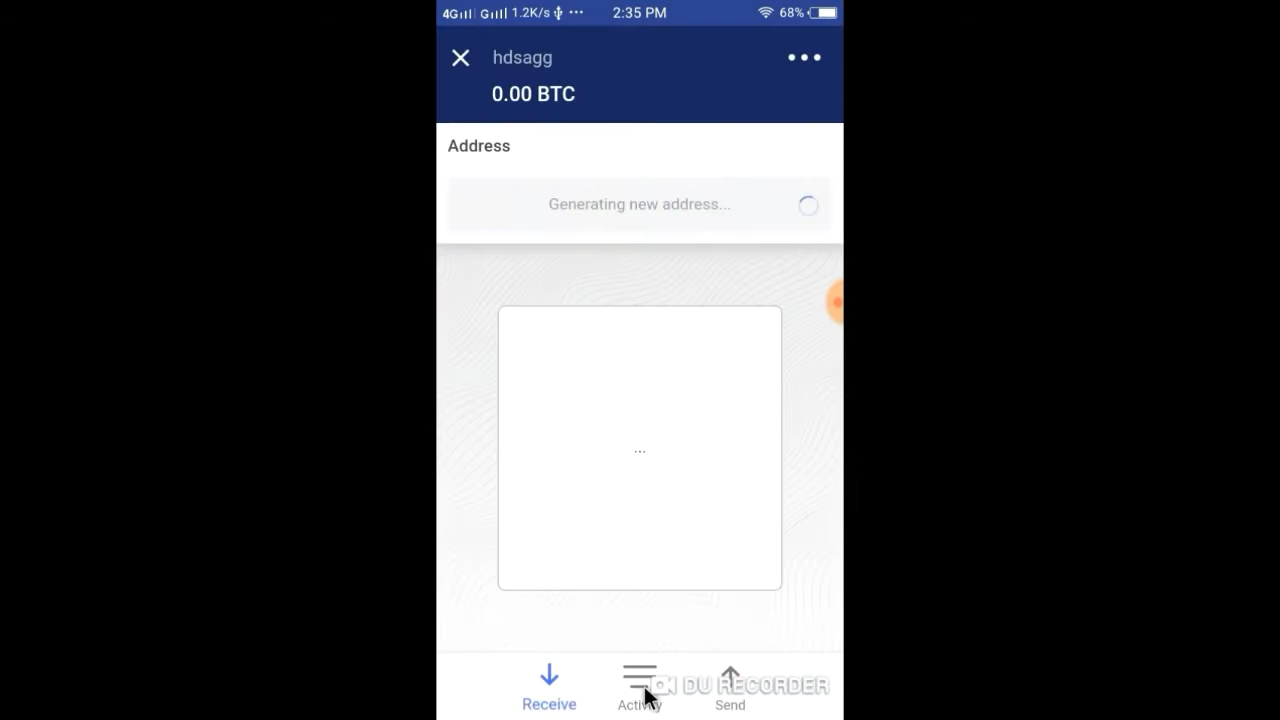 4G G 1.2K/s ... 2:35 PM 68%
hdsagg
0.00 BTC
Address
Generating new address...
...
Receive Activity Send
DU RECORDER